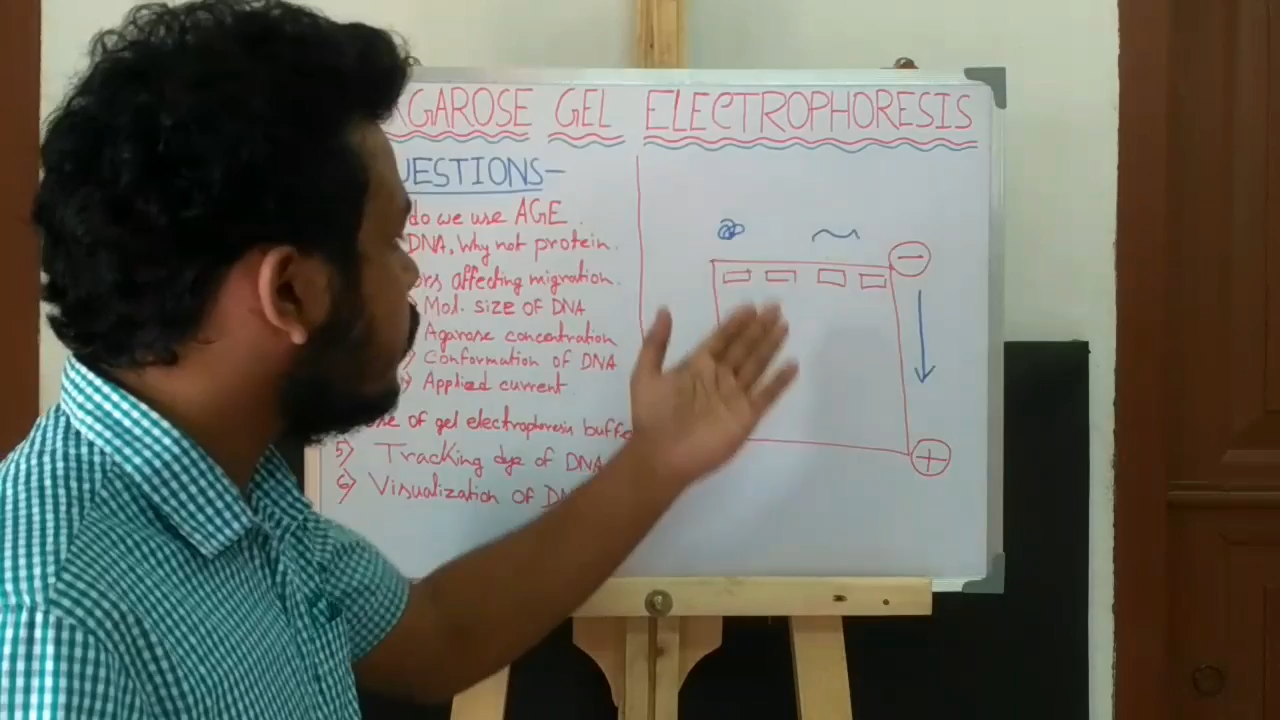 AGAROSE GEL ELECTROPHORESIS
UESTIONS-
do we use AGE.
DNA, Why not protein.
ors affecting migration.
Mol. size of DNA
Agarose concentration
Conformation of DNA
Applied current
of gel electrophoresis buffe
5) Tracking dye of DNA
6) Visualization of DN
−
+